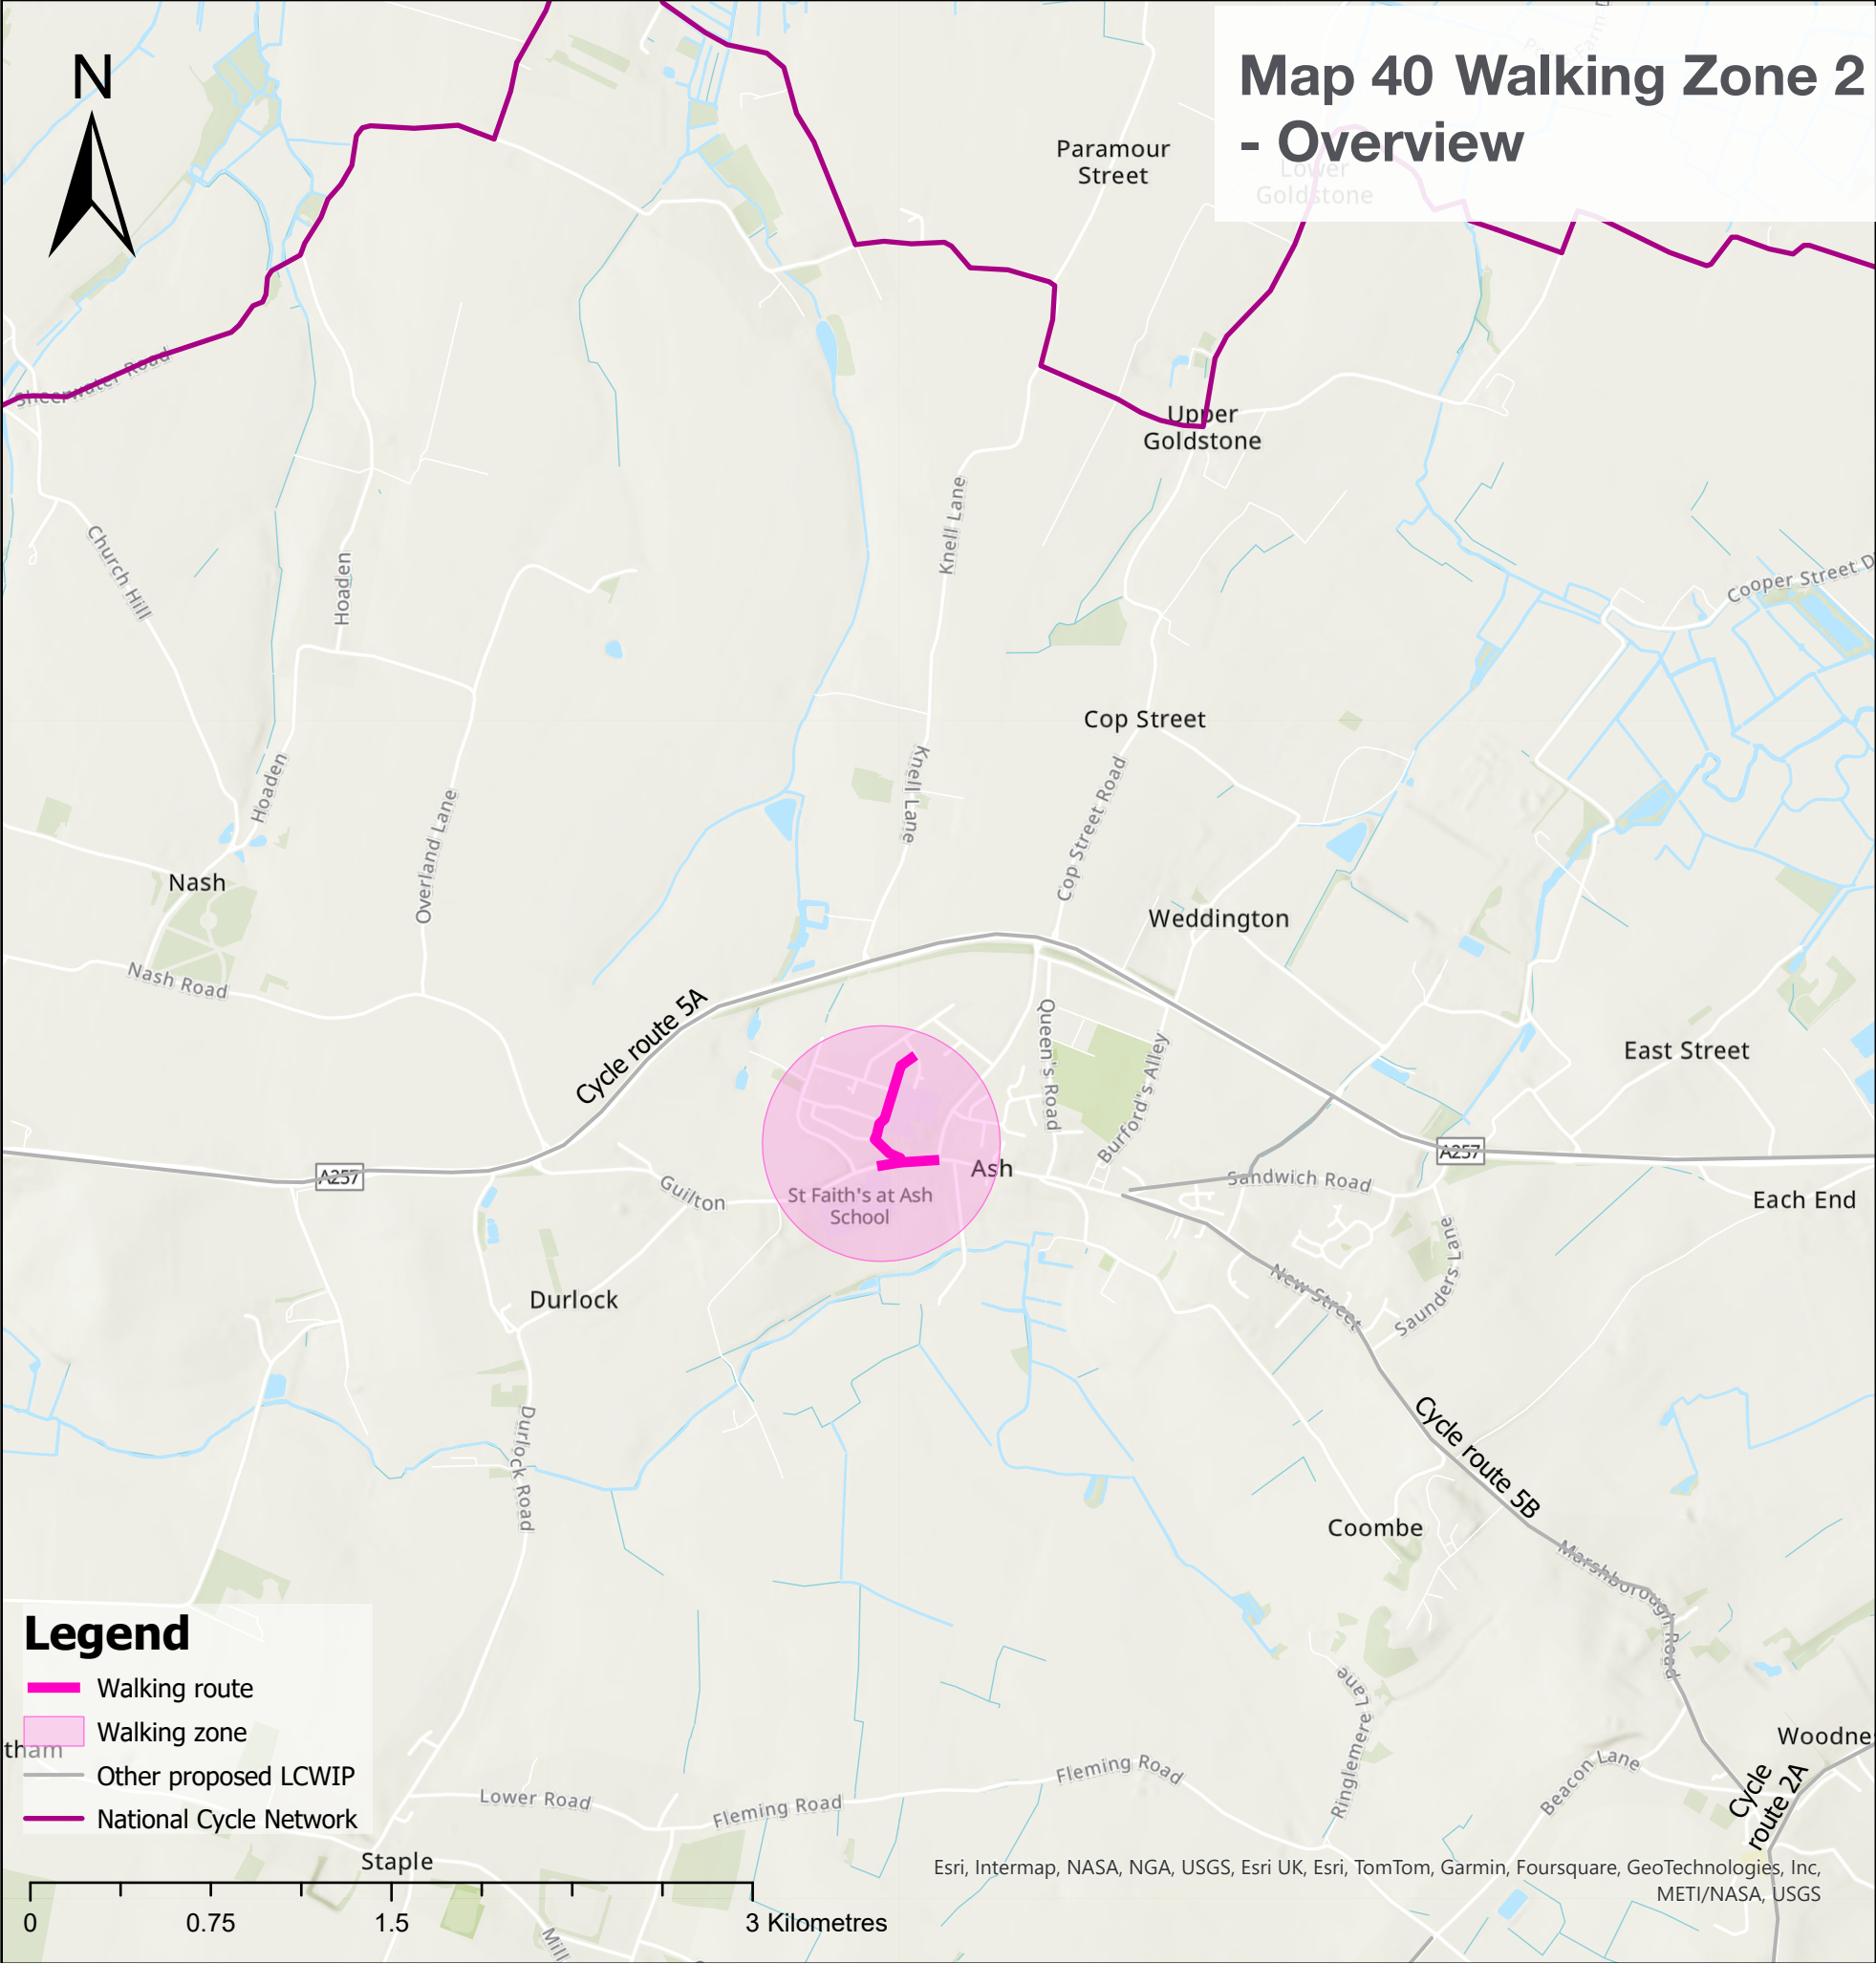 N
Map 40 Walking Zone 2
- Overview
Paramour
Street
Lower
Goldstone
Sheerwater Road
Upper
Goldstone
Knell Lane
Church Hill
Hoaden
Cooper Street D
Cop Street
Hoaden
Knell Lane
Cop Street Road
Overland Lane
Nash
Weddington
Nash Road
Cycle route 5A
Queen's Road
Burford's Alley
East Street
A257
A257
Ash
Sandwich Road
Guilton
St Faith's at Ash
School
Each End
Saunders Lane
New Street
Durlock
Durlock Road
Cycle route 5B
Coombe
Marshborough Road
Ringlemere Lane
Woodne
Beacon Lane
Cycle
route 2A
Fleming Road
Fleming Road
Lower Road
Legend
Walking route
Walking zone
tham
Other proposed LCWIP
National Cycle Network
Staple
Mill
0 0.75 1.5 3 Kilometres
Esri, Intermap, NASA, NGA, USGS, Esri UK, Esri, TomTom, Garmin, Foursquare, GeoTechnologies, Inc,
METI/NASA, USGS